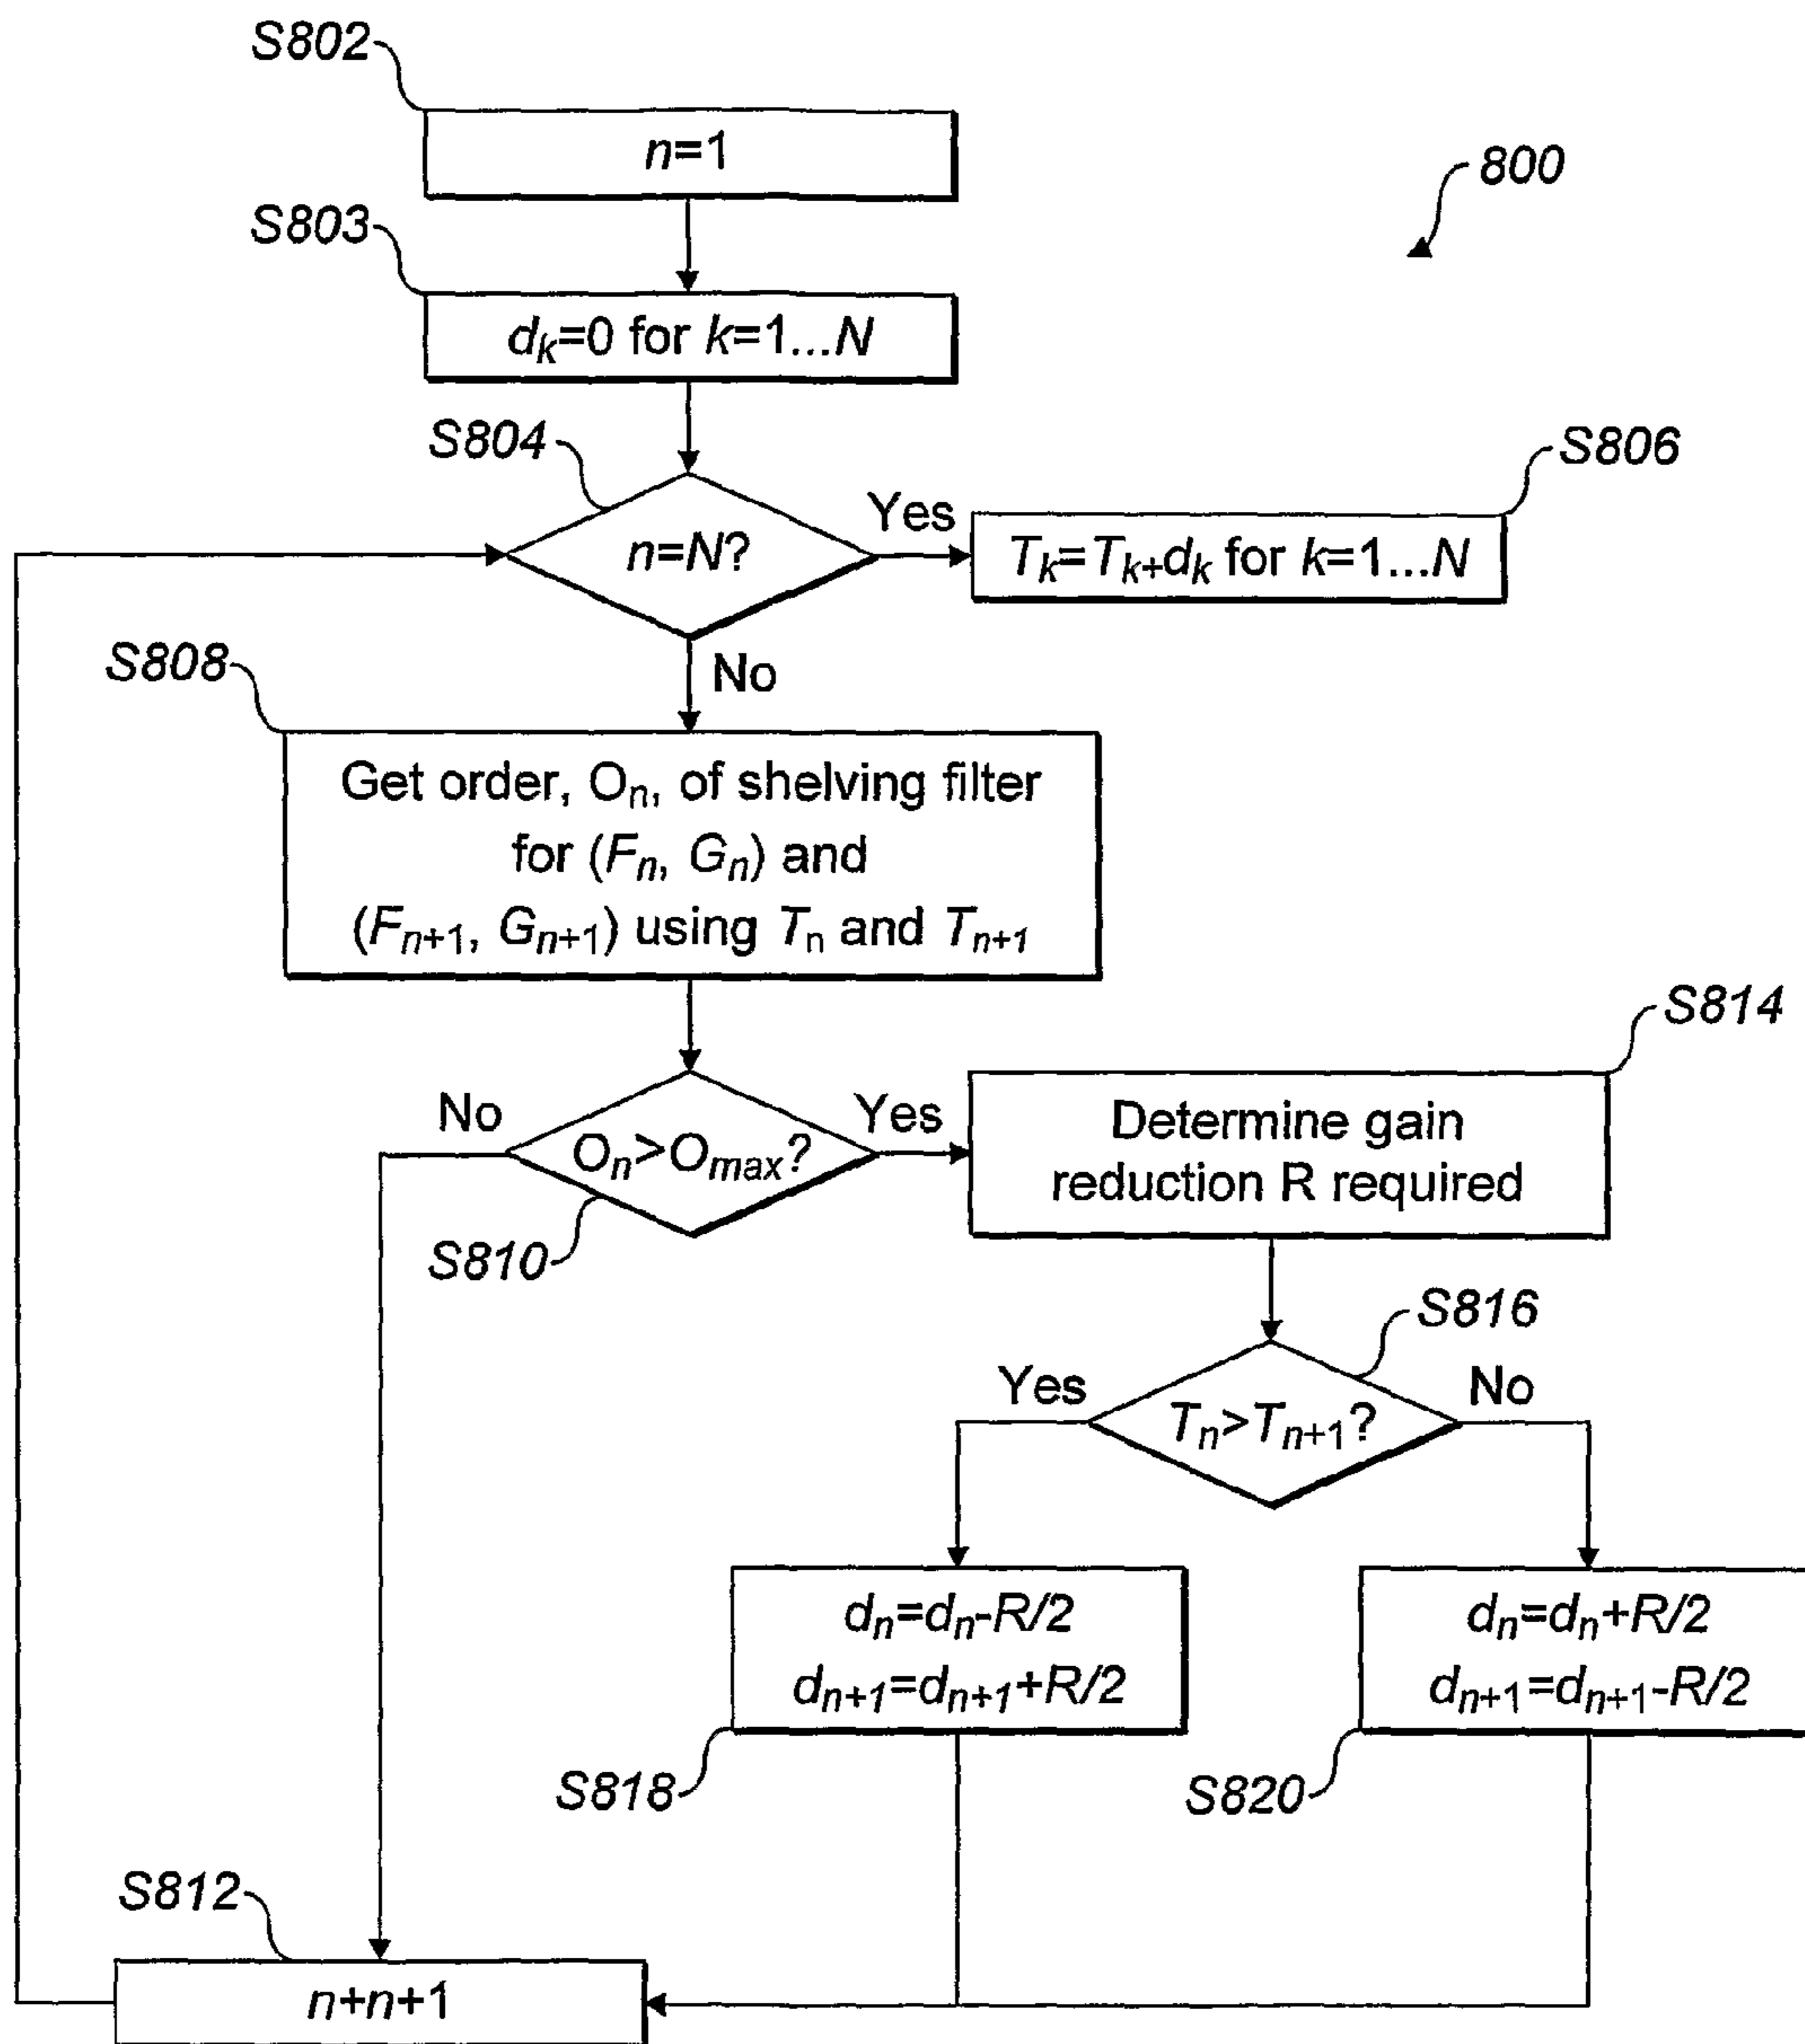 S802
n=1
800
S803
dk=0 for k=1...N
S804
S806
n=N?
Yes
Tk=Tk+dk for k=1...N
No
S808
Get order, On, of shelving filter
for (Fn, Gn) and
(Fn+1, Gn+1) using Tn and Tn+1
S814
No
On>Omax?
Yes
Determine gain
reduction R required
S810
S816
Yes
Tn>Tn+1?
No
dn=dn-R/2
dn+1=dn+1+R/2
dn=dn+R/2
dn+1=dn+1-R/2
S818
S820
S812
n+n+1